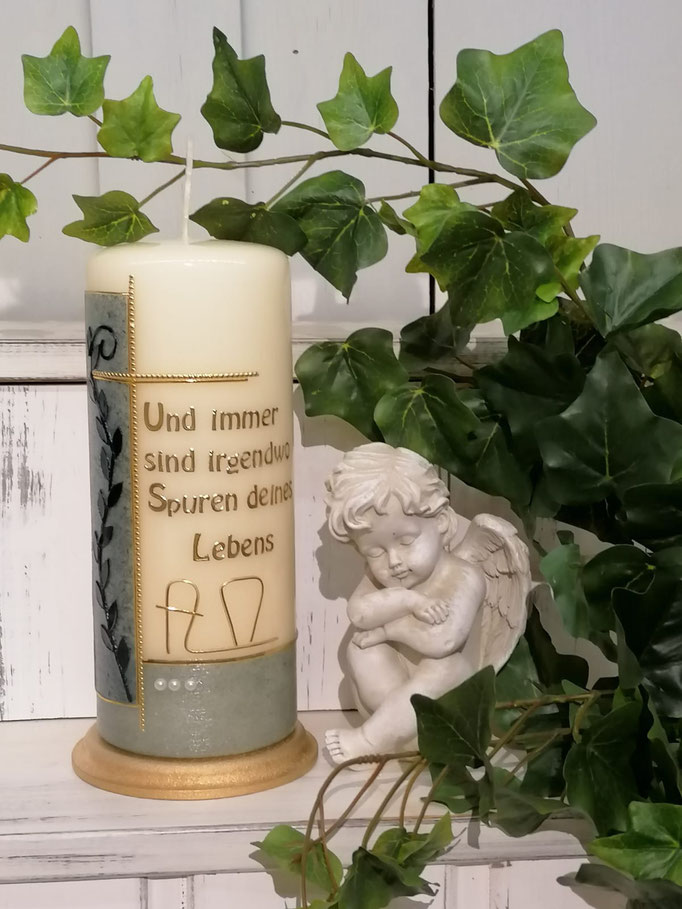 Und immer
sind irgendwo
Spuren deines
Lebens